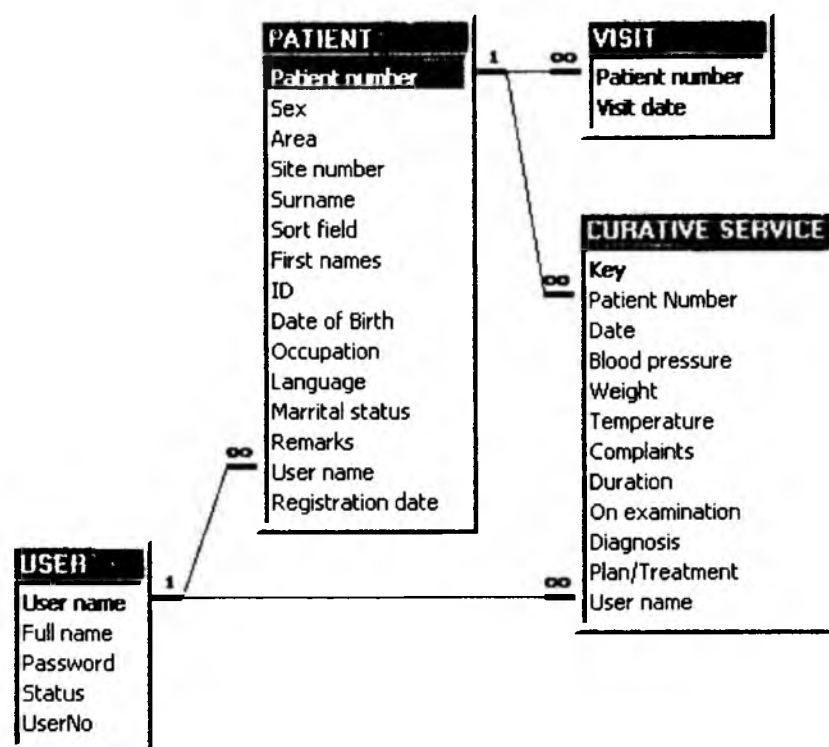 PATIENT
Patient number
Sex
Area
Site number
Surname
Sort field
First names
ID
Date of Birth
Occupation
Language
Marrital status
Remarks
User name
Registration date
1
∞
VISIT
Patient number
Visit date
∞
CURATIVE SERVICE
Key
Patient Number
Date
Blood pressure
Weight
Temperature
Complaints
Duration
On examination
Diagnosis
Plan/Treatment
User name
∞
USER
User name
Full name
Password
Status
UserNo
1
∞